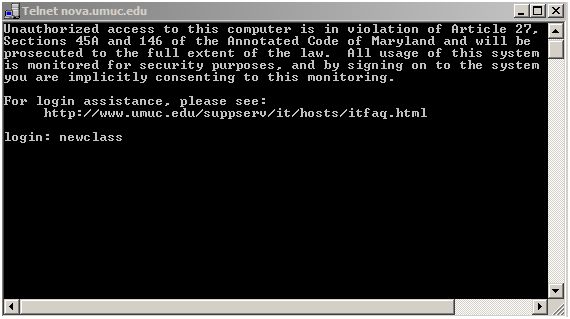 Telnet nova.umuc.edu
Unauthorized access to this computer is in violation of Article 27,
Sections 45A and 146 of the Annotated Code of Maryland and will be
prosecuted to the full extent of the law.  All usage of this system
is monitored for security purposes, and by signing on to the system
you are implicitly consenting to this monitoring.
For login assistance, please see:
http://www.umuc.edu/suppserv/it/hosts/itfaq.html
login: newclass